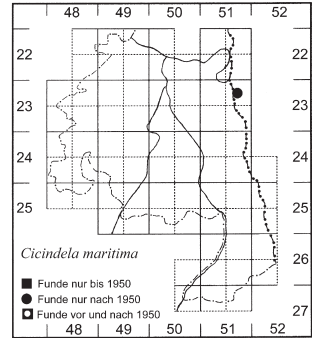 48 49 50 51 52
22 22
23 23
24 24
25 25
26
27
Cicindela maritima
Funde nur bis 1950
Funde nur nach 1950
Funde vor und nach 1950
48 49 50 51 52